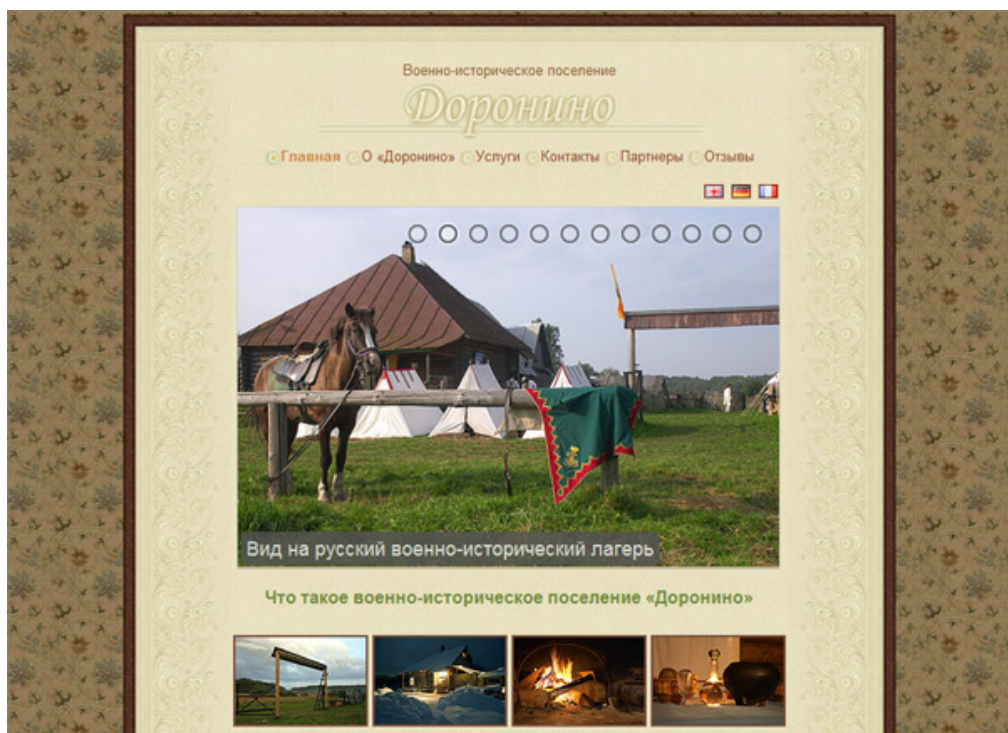 Военно-историческое поселение
Доронино
Главная О «Доронино» Услуги Контакты Партнеры Отзывы
Вид на русский военно-исторический лагерь
Что такое военно-историческое поселение «Доронино»